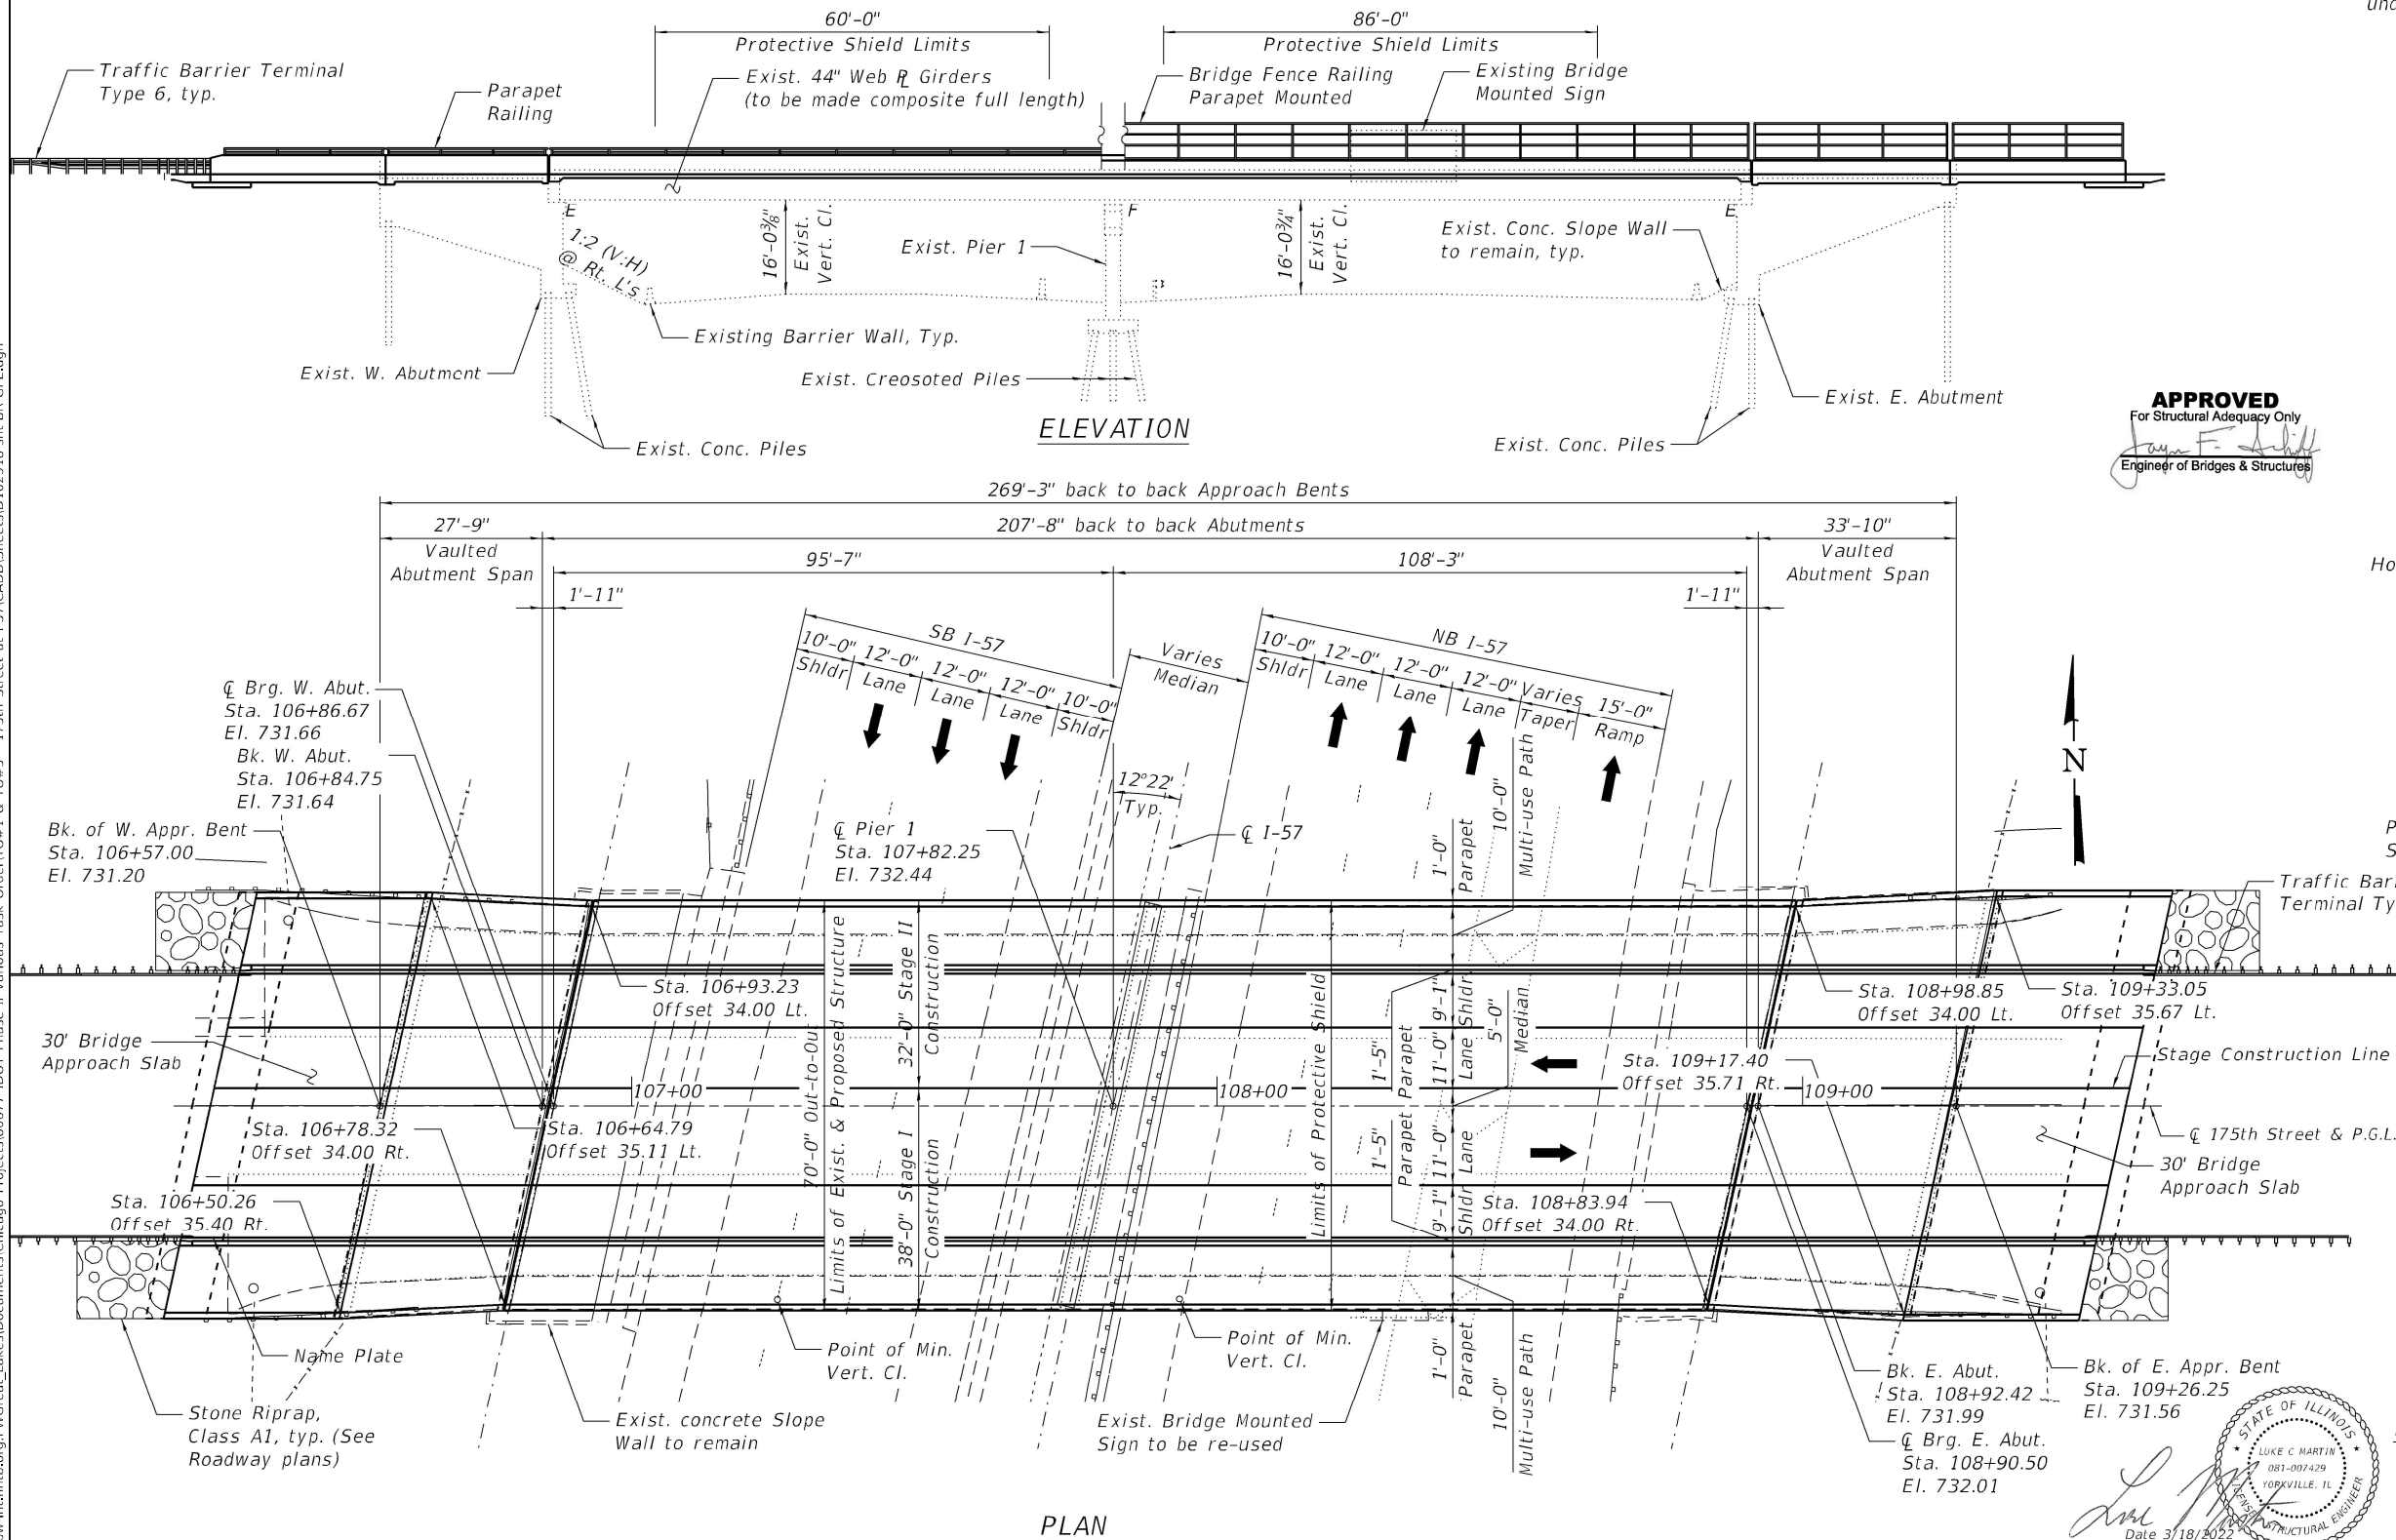 60'-0"
Protective Shield Limits
86'-0"
Protective Shield Limits
Traffic Barrier Terminal
Type 6, typ.
Parapet
Railing
Exist. 44" Web PL Girders
(to be made composite full length)
Bridge Fence Railing
Parapet Mounted
Existing Bridge
Mounted Sign
E
F
E
1:2 (V:H)
@ Rt. L's
16'-0⅜"
Exist.
Vert. Cl.
Exist. Pier 1
16'-0¾"
Exist.
Vert. Cl.
Exist. Conc. Slope Wall
to remain, typ.
Existing Barrier Wall, Typ.
Exist. W. Abutment
Exist. Creosoted Piles
Exist. E. Abutment
Exist. Conc. Piles
Exist. Conc. Piles
ELEVATION
APPROVED
For Structural Adequacy Only
Engineer of Bridges & Structures
269'-3" back to back Approach Bents
27'-9"
Vaulted
Abutment Span
207'-8" back to back Abutments
33'-10"
Vaulted
Abutment Span
95'-7"
108'-3"
1'-11"
1'-11"
SB I-57
10'-0" 12'-0" 12'-0" 12'-0" 10'-0"
Shldr Lane Lane Lane Shldr
Varies
Median
NB I-57
10'-0" 12'-0" 12'-0" 12'-0" Varies 15'-0"
Shldr Lane Lane Lane Taper Ramp
℄ Brg. W. Abut.
Sta. 106+86.67
El. 731.66
Bk. W. Abut.
Sta. 106+84.75
El. 731.64
Bk. of W. Appr. Bent
Sta. 106+57.00
El. 731.20
℄ Pier 1
Sta. 107+82.25
El. 732.44
12°22'
Typ.
℄ I-57
1'-0"
Parapet
10'-0"
Multi-use Path
N
Traffic Bar
Terminal Ty
Sta. 106+93.23
Offset 34.00 Lt.
Sta. 108+98.85
Offset 34.00 Lt.
Sta. 109+33.05
Offset 35.67 Lt.
30' Bridge
Approach Slab
70'-0" Out-to-Out
Limits of Exist. & Proposed Structure
32'-0" Stage II
Construction
38'-0" Stage I
Construction
Limits of Protective Shield
1'-5"
Parapet
1'-5"
Parapet
9'-1"
Shldr
11'-0"
Lane
5'-0"
Median
11'-0"
Lane
9'-1"
Shldr
Sta. 109+17.40
Offset 35.71 Rt.
Stage Construction Line
107+00
108+00
109+00
Sta. 106+78.32
Offset 34.00 Rt.
Sta. 106+64.79
Offset 35.11 Lt.
℄ 175th Street & P.G.L.
30' Bridge
Approach Slab
Sta. 106+50.26
Offset 35.40 Rt.
Sta. 108+83.94
Offset 34.00 Rt.
Name Plate
Point of Min.
Vert. Cl.
Point of Min.
Vert. Cl.
1'-0"
Parapet
10'-0"
Multi-use Path
Stone Riprap,
Class A1, typ. (See
Roadway plans)
Exist. concrete Slope
Wall to remain
Exist. Bridge Mounted
Sign to be re-used
Bk. E. Abut.
Sta. 108+92.42
El. 731.99
℄ Brg. E. Abut.
Sta. 108+90.50
El. 732.01
Bk. of E. Appr. Bent
Sta. 109+26.25
El. 731.56
STATE OF ILLINOIS
LUKE C MARTIN
081-007429
YORKVILLE, IL
LICENSED STRUCTURAL ENGINEER
Date 3/18/2022
PLAN